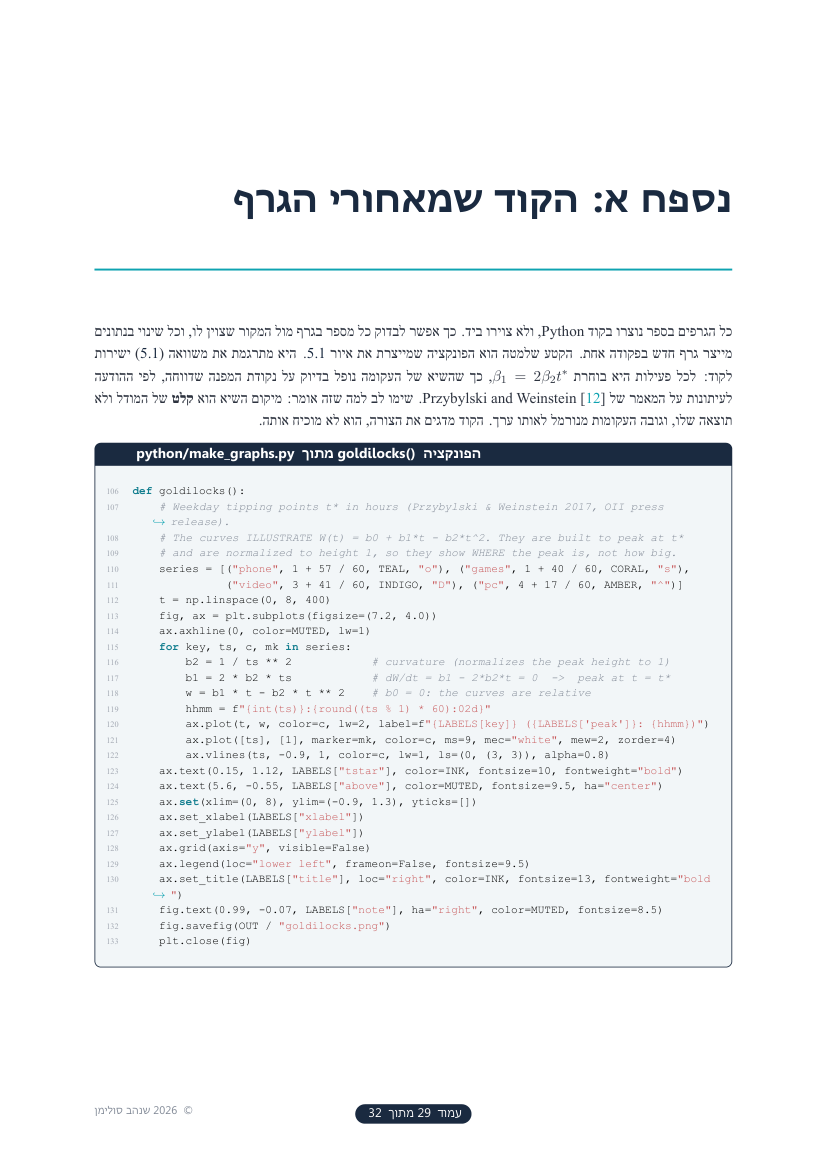 נספח א: הקוד שמאחורי הגרף
כל הגרפים בספר נוצרו בקוד Python, ולא צוירו ביד. כך אפשר לבדוק כל מספר בגרף מול המקור שצוין לו, וכל שינוי בנתונים
מייצר גרף חדש בפקודה אחת. הקטע שלמטה הוא הפונקציה שמייצרת את איור 5.1. היא מתרגמת את משוואה (5.1) ישירות
לקוד: לכל פעילות היא בוחרת β₁ = 2β₂t*, כך שהשיא של העקומה נופל בדיוק על נקודת המפנה שדווחה, לפי ההודעה
לעיתונות על המאמר של Przybylski and Weinstein [12]. שימו לב למה שזה אומר: מיקום השיא הוא קלט של המודל ולא
תוצאה שלו, וגובה העקומות מנורמל לאותו ערך. הקוד מדגים את הצורה, הוא לא מוכיח אותה.
הפונקציה goldilocks() מתוך python/make_graphs.py
106 def goldilocks():
107     # Weekday tipping points t* in hours (Przybylski & Weinstein 2017, OII press
    ↪ release).
108     # The curves ILLUSTRATE W(t) = b0 + b1*t - b2*t^2. They are built to peak at t*
109     # and are normalized to height 1, so they show WHERE the peak is, not how big.
110     series = [("phone", 1 + 57 / 60, TEAL, "o"), ("games", 1 + 40 / 60, CORAL, "s"),
111               ("video", 3 + 41 / 60, INDIGO, "D"), ("pc", 4 + 17 / 60, AMBER, "^")]
112     t = np.linspace(0, 8, 400)
113     fig, ax = plt.subplots(figsize=(7.2, 4.0))
114     ax.axhline(0, color=MUTED, lw=1)
115     for key, ts, c, mk in series:
116         b2 = 1 / ts ** 2            # curvature (normalizes the peak height to 1)
117         b1 = 2 * b2 * ts            # dW/dt = b1 - 2*b2*t = 0  ->  peak at t = t*
118         w = b1 * t - b2 * t ** 2    # b0 = 0: the curves are relative
119         hhmm = f"{int(ts)}:{round((ts % 1) * 60):02d}"
120         ax.plot(t, w, color=c, lw=2, label=f"{LABELS[key]} ({LABELS['peak']}: {hhmm})")
121         ax.plot([ts], [1], marker=mk, color=c, ms=9, mec="white", mew=2, zorder=4)
122         ax.vlines(ts, -0.9, 1, color=c, lw=1, ls=(0, (3, 3)), alpha=0.8)
123     ax.text(0.15, 1.12, LABELS["tstar"], color=INK, fontsize=10, fontweight="bold")
124     ax.text(5.6, -0.55, LABELS["above"], color=MUTED, fontsize=9.5, ha="center")
125     ax.set(xlim=(0, 8), ylim=(-0.9, 1.3), yticks=[])
126     ax.set_xlabel(LABELS["xlabel"])
127     ax.set_ylabel(LABELS["ylabel"])
128     ax.grid(axis="y", visible=False)
129     ax.legend(loc="lower left", frameon=False, fontsize=9.5)
130     ax.set_title(LABELS["title"], loc="right", color=INK, fontsize=13, fontweight="bold
    ↪ ")
131     fig.text(0.99, -0.07, LABELS["note"], ha="right", color=MUTED, fontsize=8.5)
132     fig.savefig(OUT / "goldilocks.png")
133     plt.close(fig)
עמוד 29 מתוך 32
© 2026 שנהב סולימן